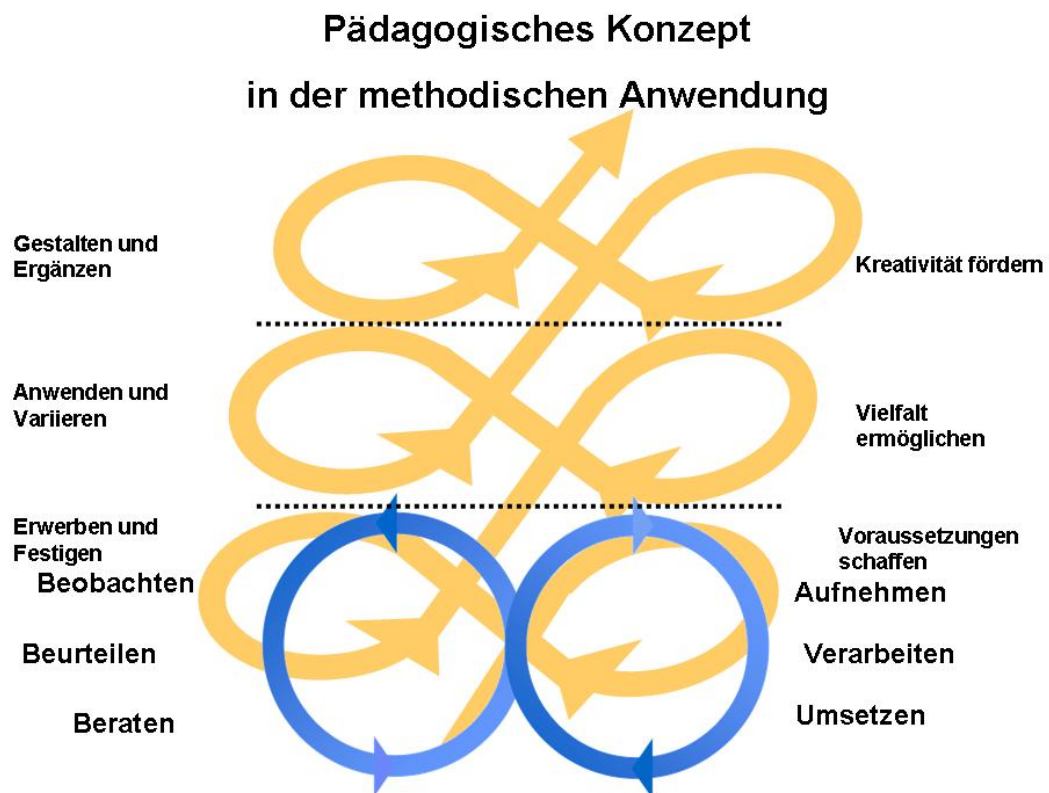 Pädagogisches Konzept
in der methodischen Anwendung
Gestalten und
Ergänzen
Kreativität fördern
Anwenden und
Variieren
Vielfalt
ermöglichen
Erwerben und
Festigen
Voraussetzungen
schaffen
Beobachten
Aufnehmen
Beurteilen
Verarbeiten
Beraten
Umsetzen